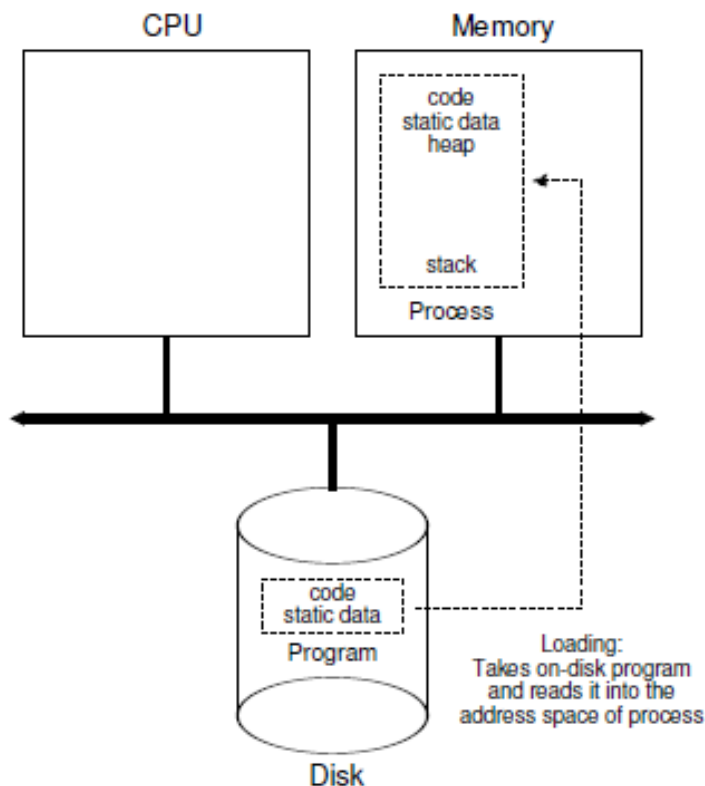 CPU
Memory
code
static data
heap
stack
Process
code
static data
Program
Loading:
Takes on-disk program
and reads it into the
address space of process
Disk